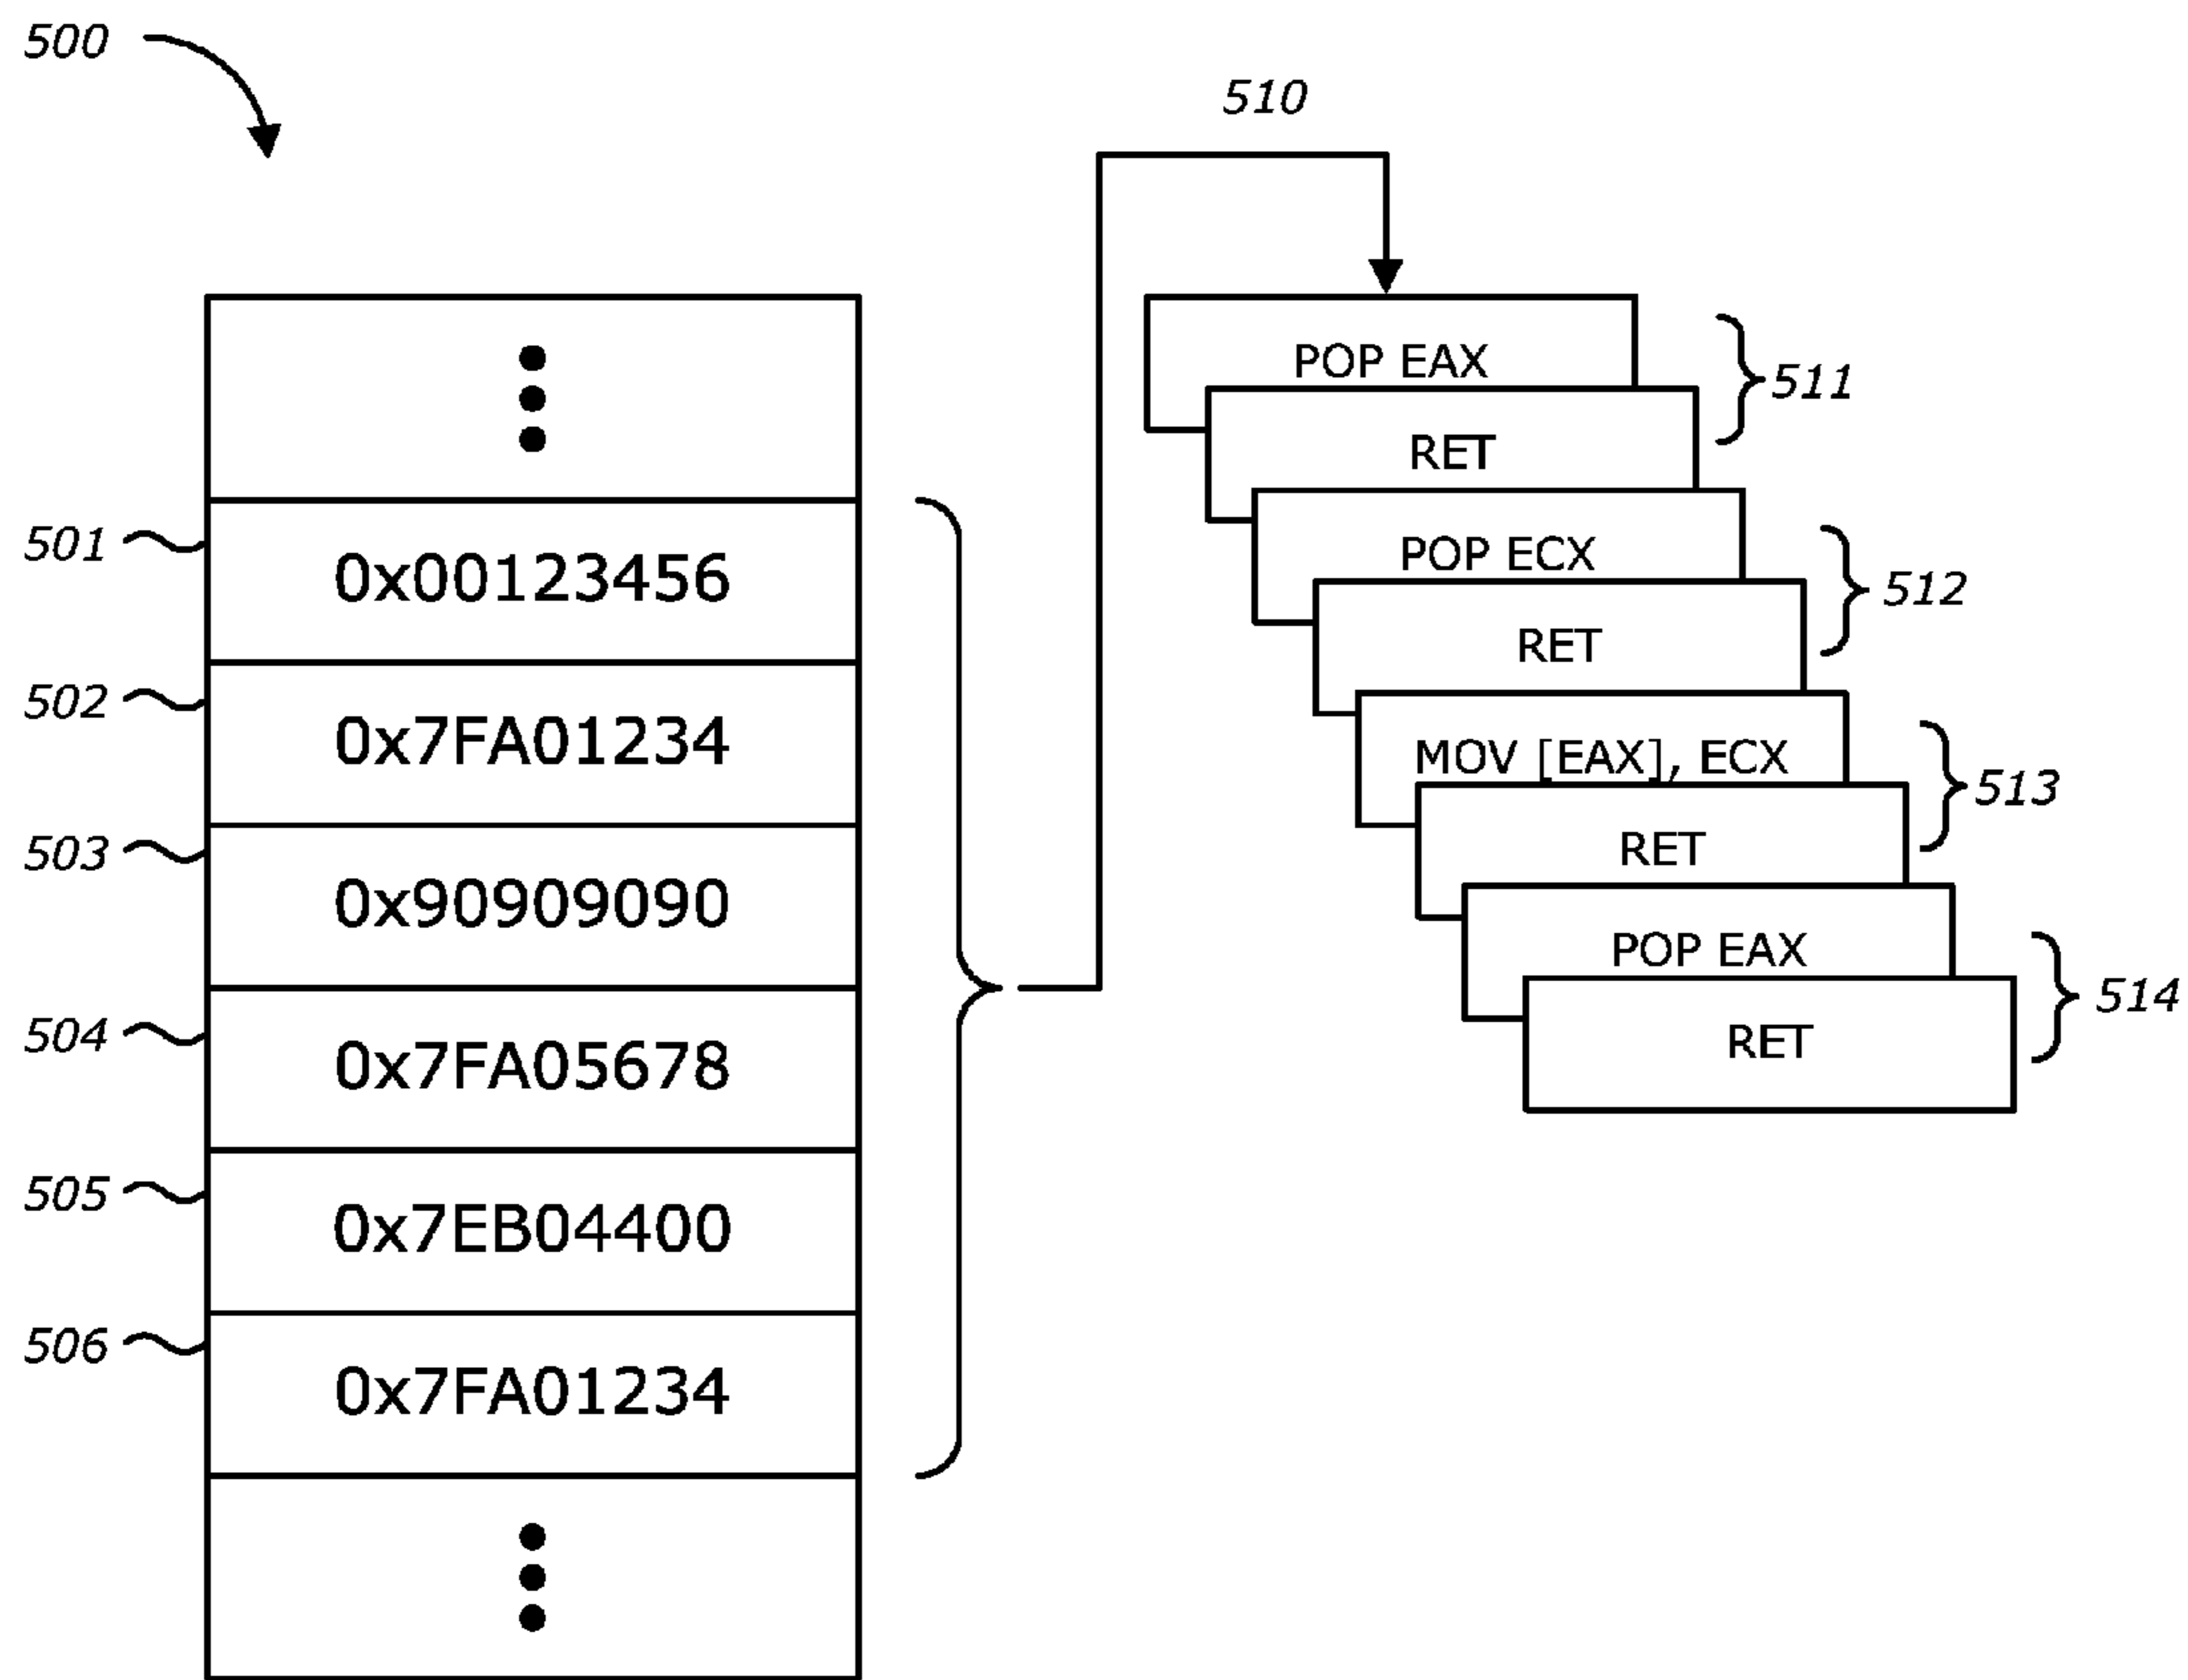 500
510
501
0x00123456
502
0x7FA01234
503
0x90909090
504
0x7FA05678
505
0x7EB04400
506
0x7FA01234
POP EAX
RET
511
POP ECX
RET
512
MOV [EAX], ECX
RET
513
POP EAX
RET
514